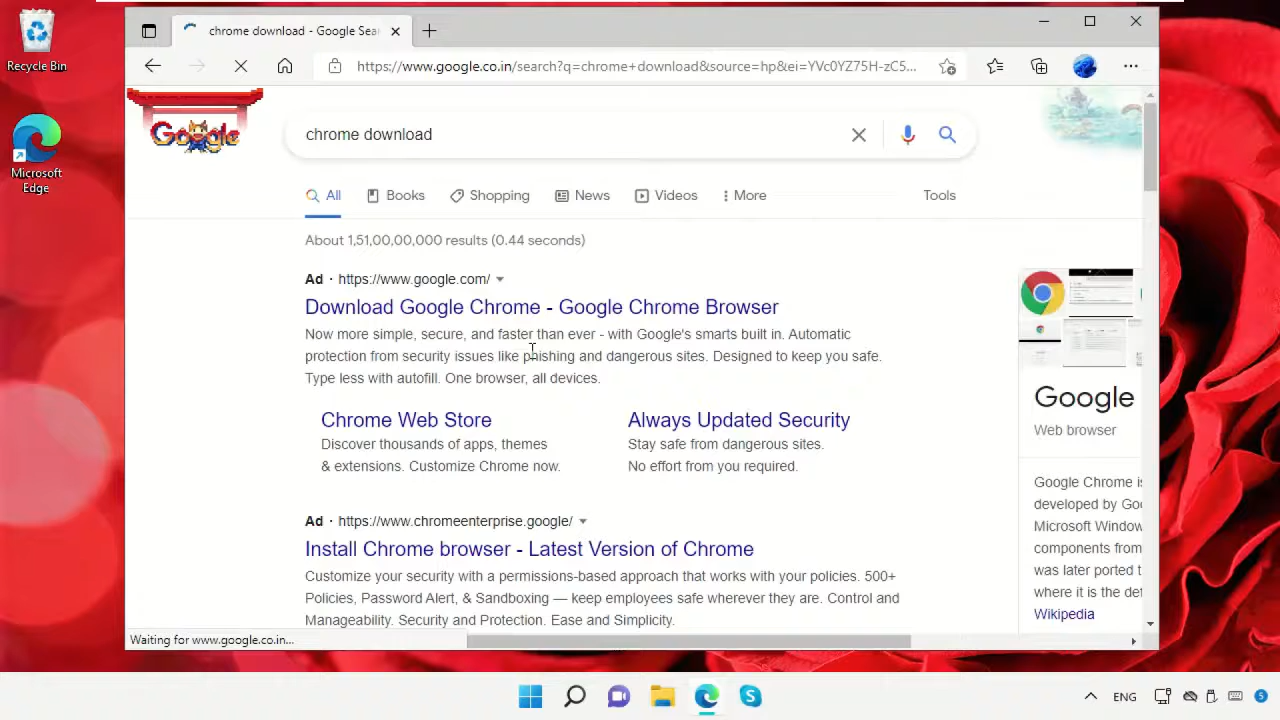 Recycle Bin
Microsoft
Edge
chrome download - Google Sea
https://www.google.co.in/search?q=chrome+download&source=hp&ei=YVc0YZ75H-zC5...
Google
chrome download
All
Books
Shopping
News
Videos
More
Tools
About 1,51,00,00,000 results (0.44 seconds)
Ad · https://www.google.com/
Download Google Chrome - Google Chrome Browser
Now more simple, secure, and faster than ever - with Google's smarts built in. Automatic
protection from security issues like phishing and dangerous sites. Designed to keep you safe.
Type less with autofill. One browser, all devices.
Chrome Web Store
Discover thousands of apps, themes
& extensions. Customize Chrome now.
Always Updated Security
Stay safe from dangerous sites.
No effort from you required.
Ad · https://www.chromeenterprise.google/
Install Chrome browser - Latest Version of Chrome
Customize your security with a permissions-based approach that works with your policies. 500+
Policies, Password Alert, & Sandboxing — keep employees safe wherever they are. Control and
Manageability. Security and Protection. Ease and Simplicity.
Google
Web browser
Google Chrome is
developed by Goo
Microsoft Window
components from
was later ported t
where it is the def
Wikipedia
Waiting for www.google.co.in...
ENG
5